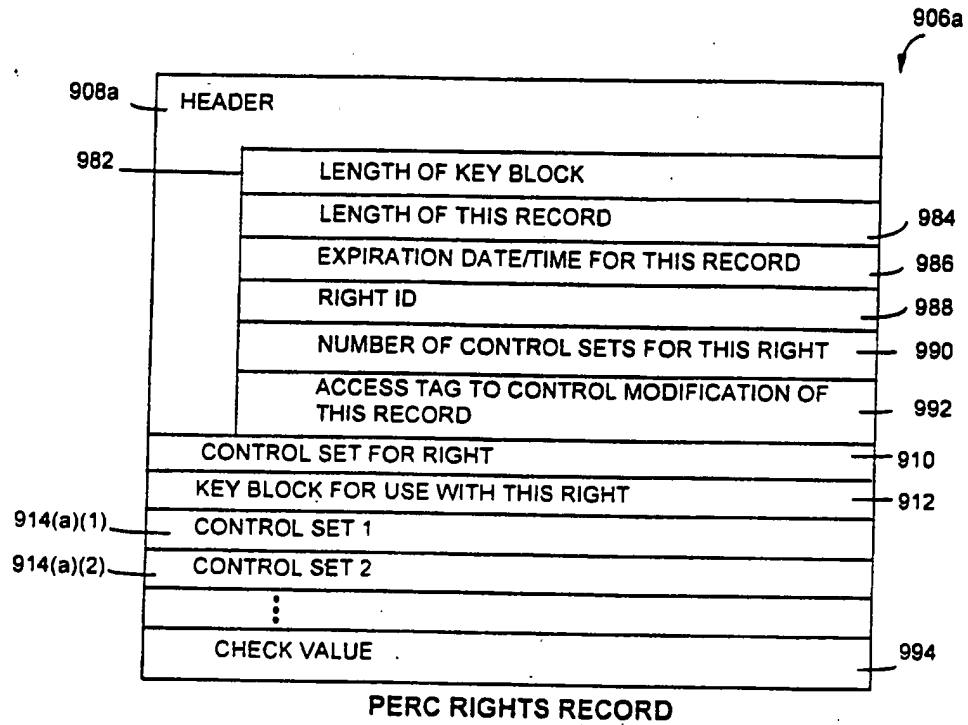 906a
908a
HEADER
982
LENGTH OF KEY BLOCK
LENGTH OF THIS RECORD
984
EXPIRATION DATE/TIME FOR THIS RECORD
986
RIGHT ID
988
NUMBER OF CONTROL SETS FOR THIS RIGHT
990
ACCESS TAG TO CONTROL MODIFICATION OF
THIS RECORD
992
CONTROL SET FOR RIGHT
910
KEY BLOCK FOR USE WITH THIS RIGHT
912
914(a)(1)
CONTROL SET 1
914(a)(2)
CONTROL SET 2
CHECK VALUE
994
PERC RIGHTS RECORD